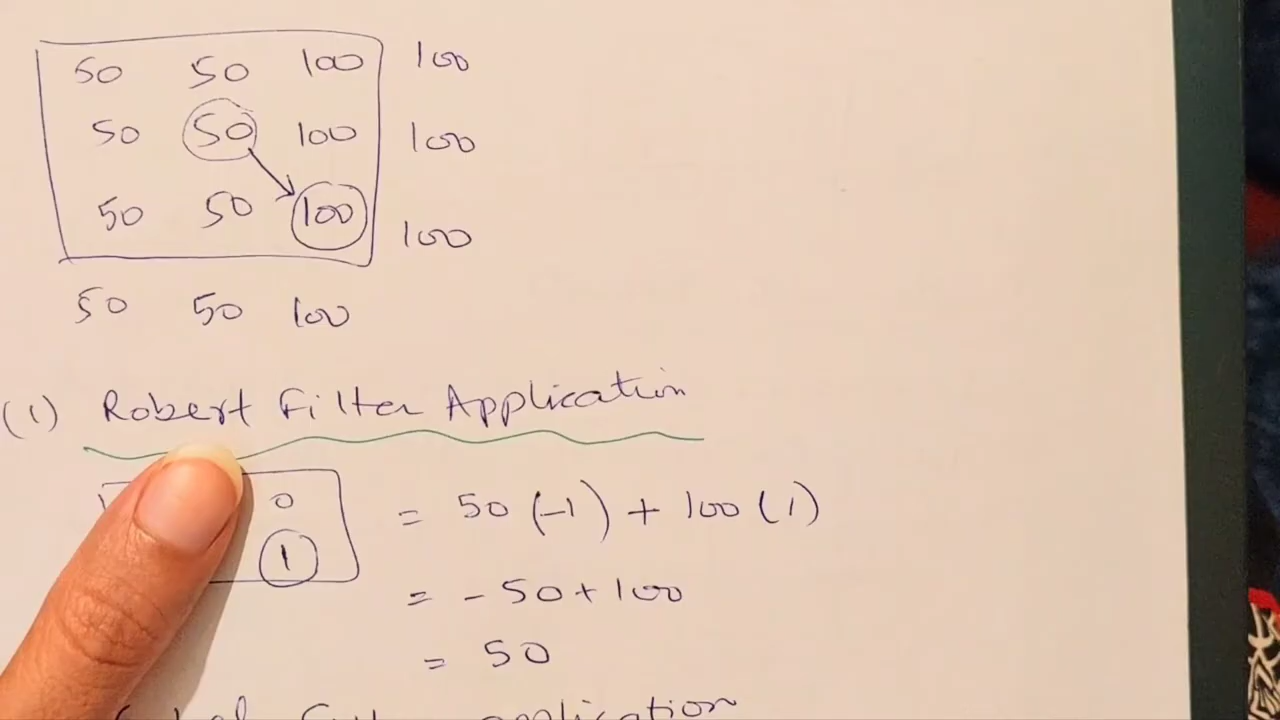 50 50 100 100
50 50 100 100
50 50 100 100
50 50 100
(1) Robert Filter Application
0 = 50 (-1) + 100 (1)
1
= - 50 + 100
= 50
application